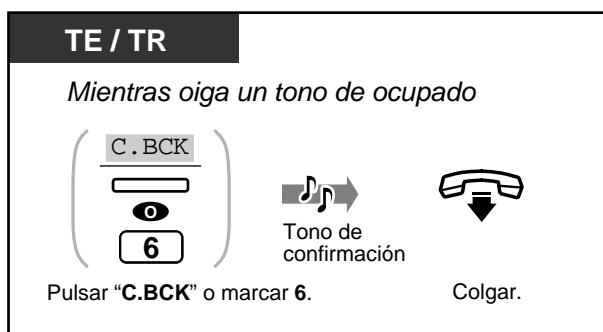 TE / TR
Mientras oiga un tono de ocupado
C.BCK
O
6
Tono de
confirmación
Pulsar “C.BCK” o marcar 6.
Colgar.